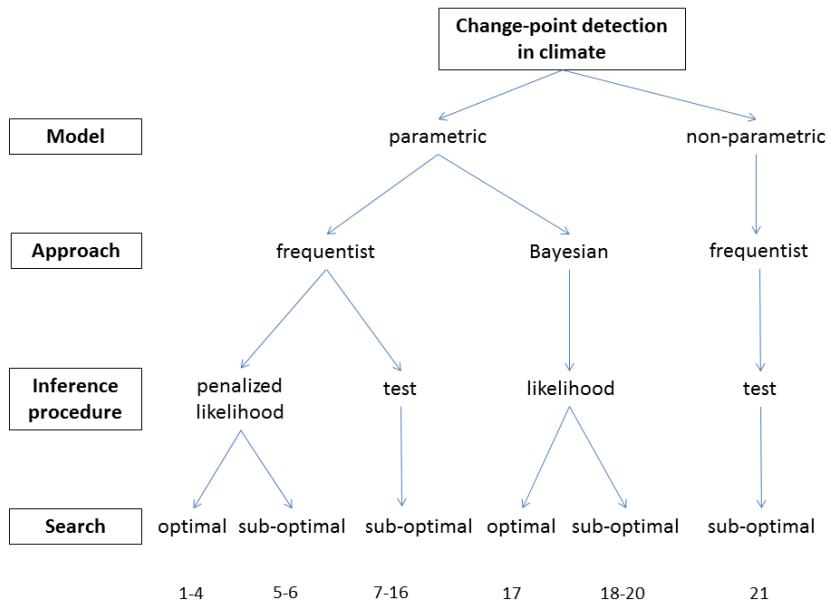 Change-point detection
in climate
Model
parametric
non-parametric
Approach
frequentist
Bayesian
frequentist
Inference
procedure
penalized
likelihood
test
likelihood
test
Search
optimal
sub-optimal
sub-optimal
optimal
sub-optimal
sub-optimal
1-4
5-6
7-16
17
18-20
21